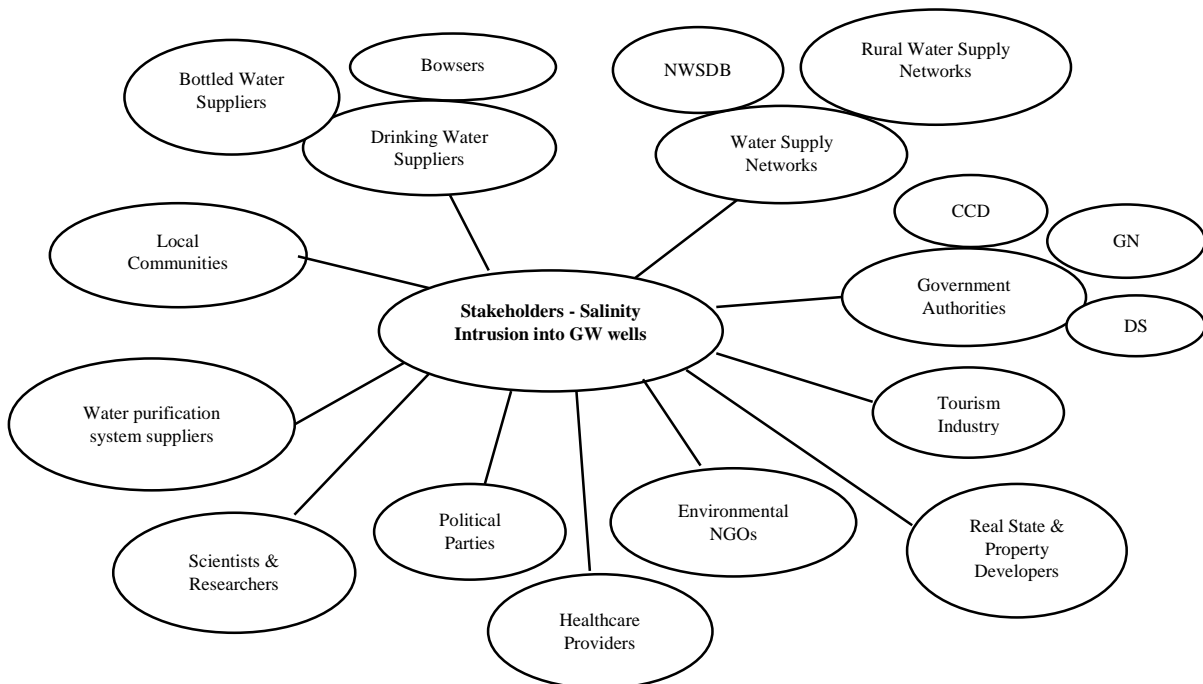 Bowsers
Rural Water Supply
Networks
NWSDB
Bottled Water
Suppliers
Drinking Water
Suppliers
Water Supply
Networks
CCD
GN
Local
Communities
Government
Authorities
DS
Stakeholders - Salinity
Intrusion into GW wells
Water purification
system suppliers
Tourism
Industry
Political
Parties
Environmental
NGOs
Real State &
Property
Developers
Scientists &
Researchers
Healthcare
Providers